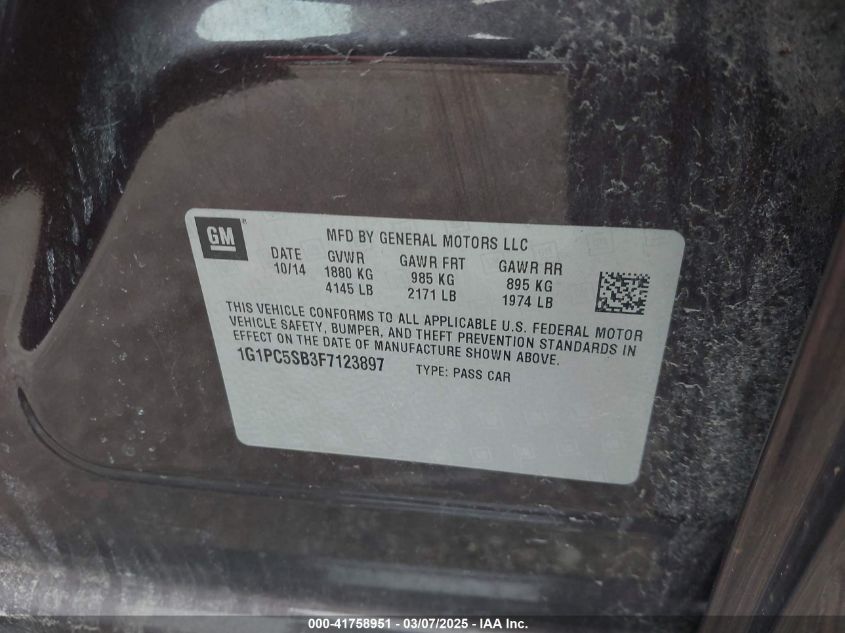 GM
MFD BY GENERAL MOTORS LLC
DATE GVWR GAWR FRT GAWR RR
10/14 1880 KG 985 KG 895 KG
4145 LB 2171 LB 1974 LB
THIS VEHICLE CONFORMS TO ALL APPLICABLE U.S. FEDERAL MOTOR
VEHICLE SAFETY, BUMPER, AND THEFT PREVENTION STANDARDS IN
EFFECT ON THE DATE OF MANUFACTURE SHOWN ABOVE.
1G1PC5SB3F7123897 TYPE: PASS CAR
000-41758951 - 03/07/2025 - IAA Inc.